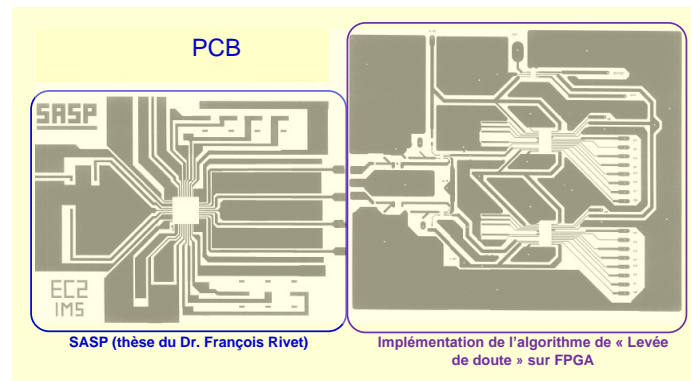 PCB
SASP
EC2
IMS
SASP (thèse du Dr. François Rivet)
Implémentation de l'algorithme de « Levée
de doute » sur FPGA